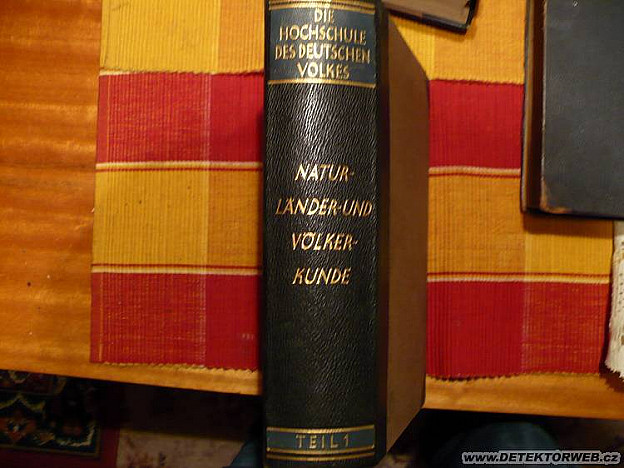 DIE
HOCHSCHULE
DES DEUTSCHEN
VOLKES
NATUR-
LÄNDER-UND
VÖLKER-
KUNDE
TEIL 1
www.DETEKTORWEB.cz